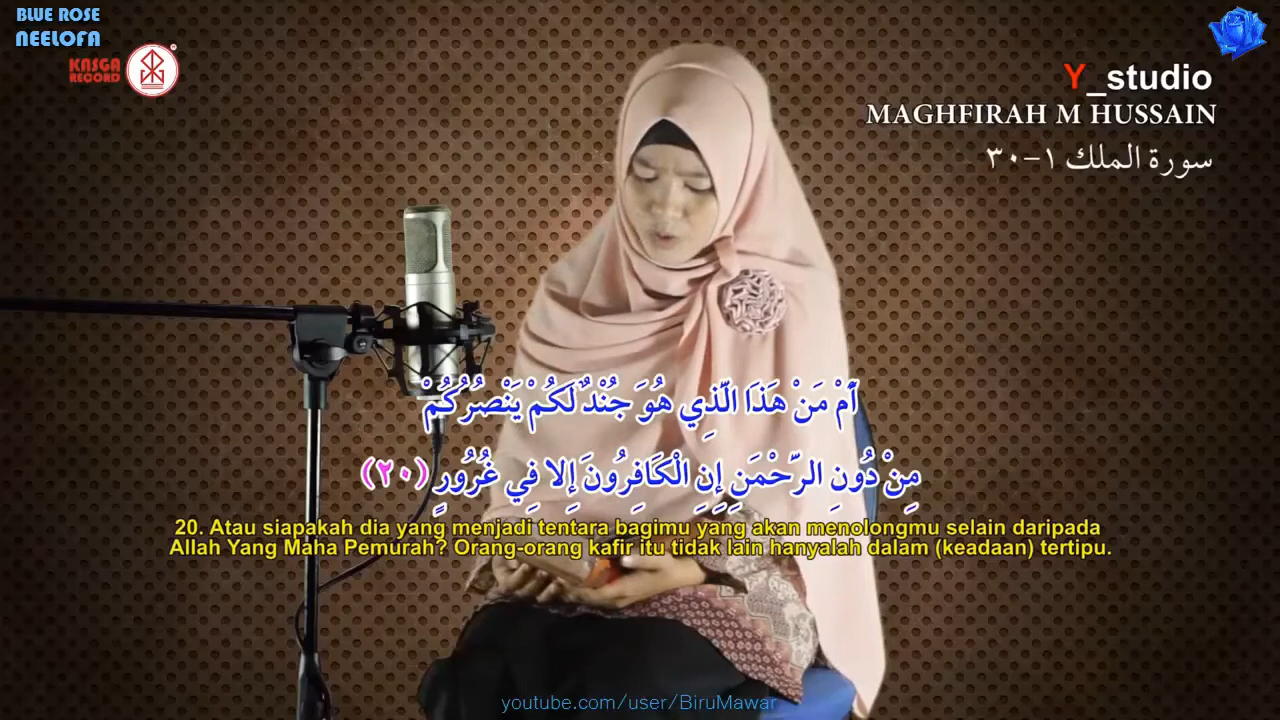 BLUE ROSE
NEELOFA
KNSGA
RECORD
Y_studio
MAGHFIRAH M HUSSAIN
سورة الملك ١-٣٠
أَمْ مَنْ هَذَا الَّذِي هُوَ جُنْدٌ لَكُمْ يَنْصُرُكُمْ
مِنْ دُونِ الرَّحْمَنِ إِنِ الْكَافِرُونَ إِلا فِي غُرُورٍ (٢٠)
20. Atau siapakah dia yang menjadi tentara bagimu yang akan menolongmu selain daripada
Allah Yang Maha Pemurah? Orang-orang kafir itu tidak lain hanyalah dalam (keadaan) tertipu.
youtube.com/user/BiruMawar